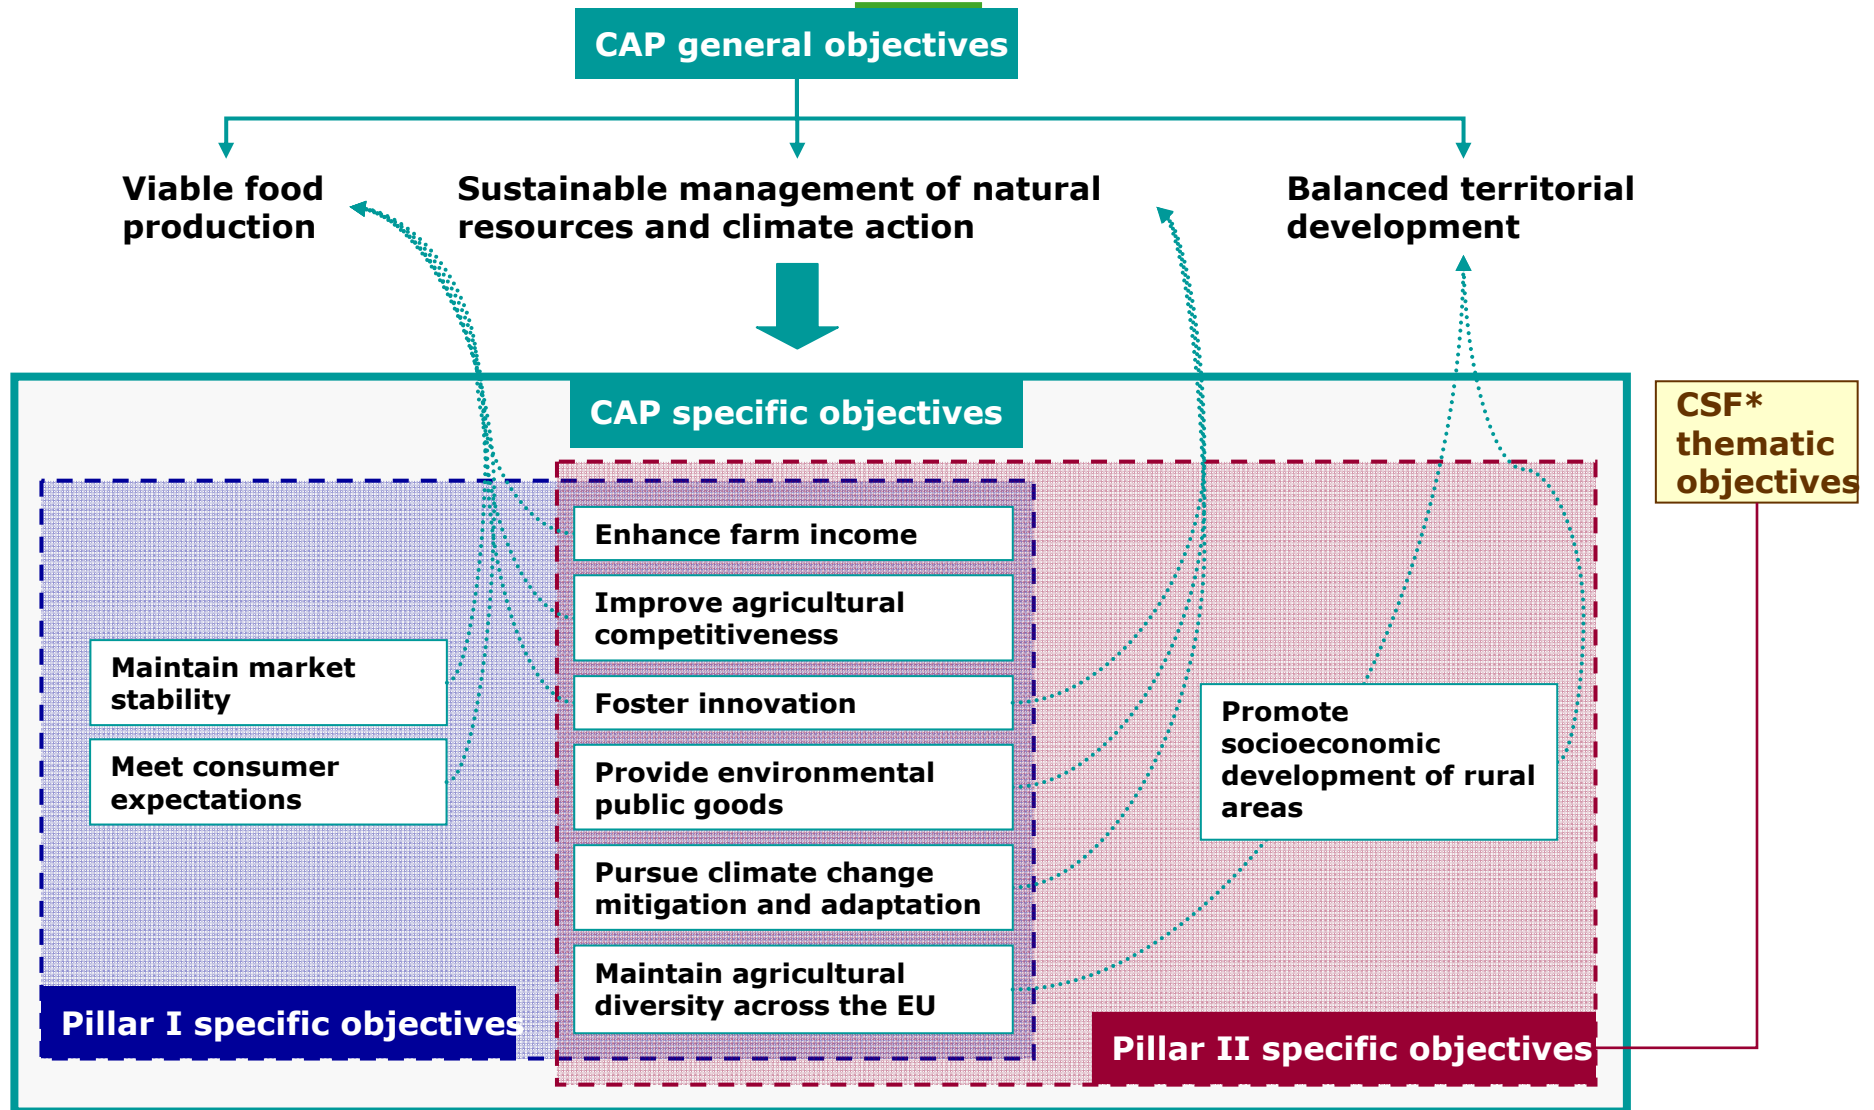 CAP general objectives
Viable food
production
Sustainable management of natural
resources and climate action
Balanced territorial
development
CAP specific objectives
CSF*
thematic
objectives
Enhance farm income
Improve agricultural
competitiveness
Maintain market
stability
Foster innovation
Promote
socioeconomic
development of rural
areas
Meet consumer
expectations
Provide environmental
public goods
Pursue climate change
mitigation and adaptation
Maintain agricultural
diversity across the EU
Pillar I specific objectives
Pillar II specific objectives